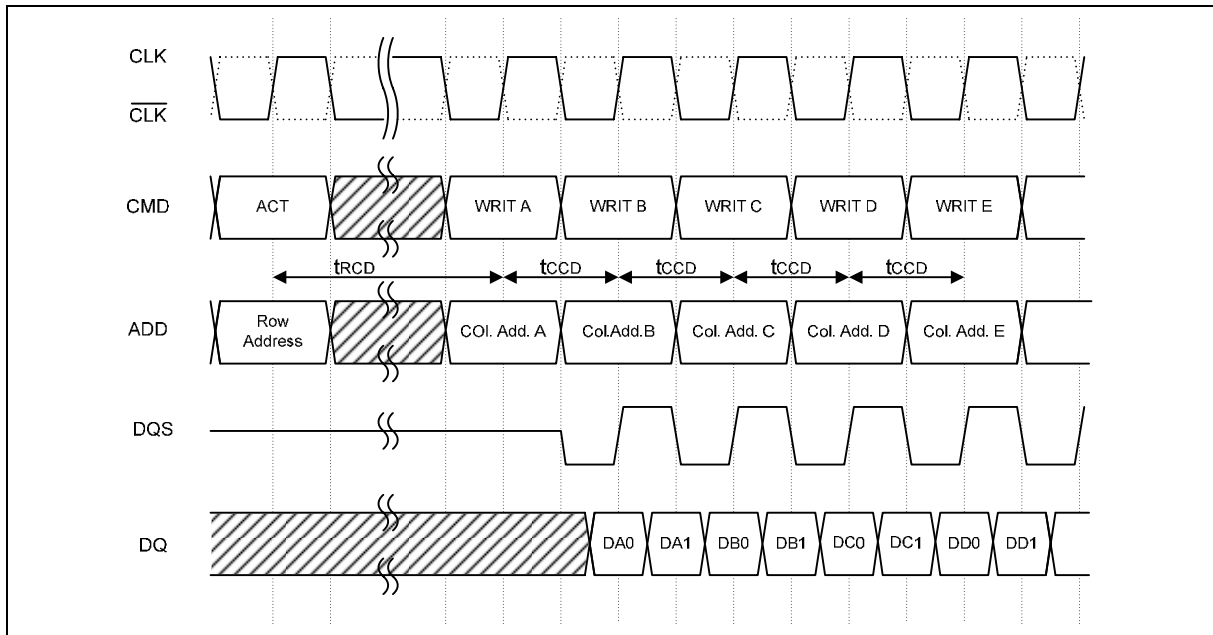 CLK
CLK
CMD
ACT
WRIT A
WRIT B
WRIT C
WRIT D
WRIT E
tRCD
tCCD
tCCD
tCCD
tCCD
ADD
Row
Address
COl. Add. A
Col.Add.B
Col. Add. C
Col. Add. D
Col. Add. E
DQS
DQ
DA0
DA1
DB0
DB1
DC0
DC1
DD0
DD1